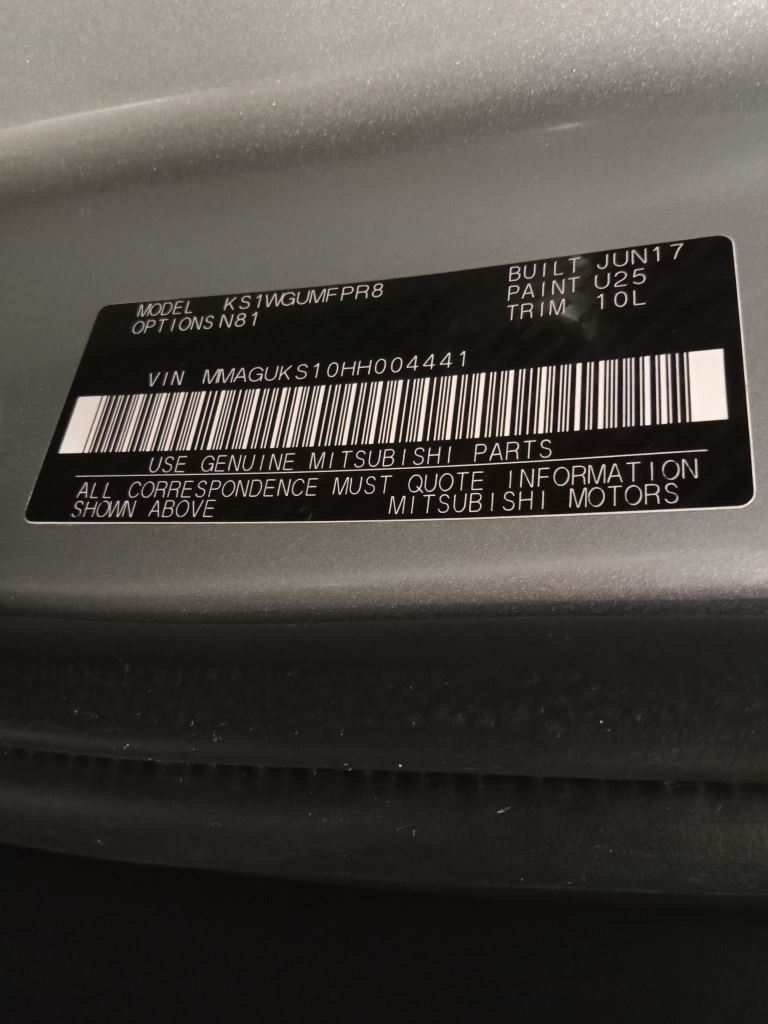 MODEL KS1WGUMFPR8
OPTIONS N81
BUILT JUN17
PAINT U25
TRIM 10L
VIN MMAGUKS10HH004441
USE GENUINE MITSUBISHI PARTS
ALL CORRESPONDENCE MUST QUOTE INFORMATION
SHOWN ABOVE MITSUBISHI MOTORS